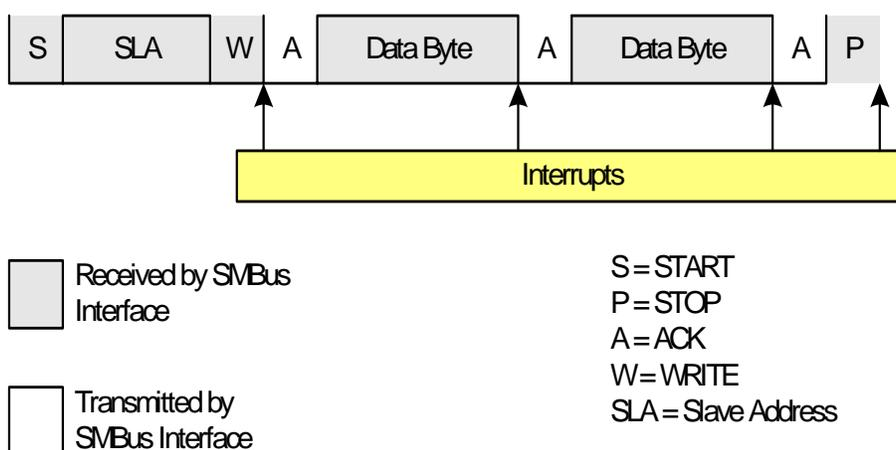 S SLA W A Data Byte A Data Byte A P
Interrupts
Received by SMBus
Interface
Transmitted by
SMBus Interface
S = START
P = STOP
A = ACK
W = WRITE
SLA = Slave Address